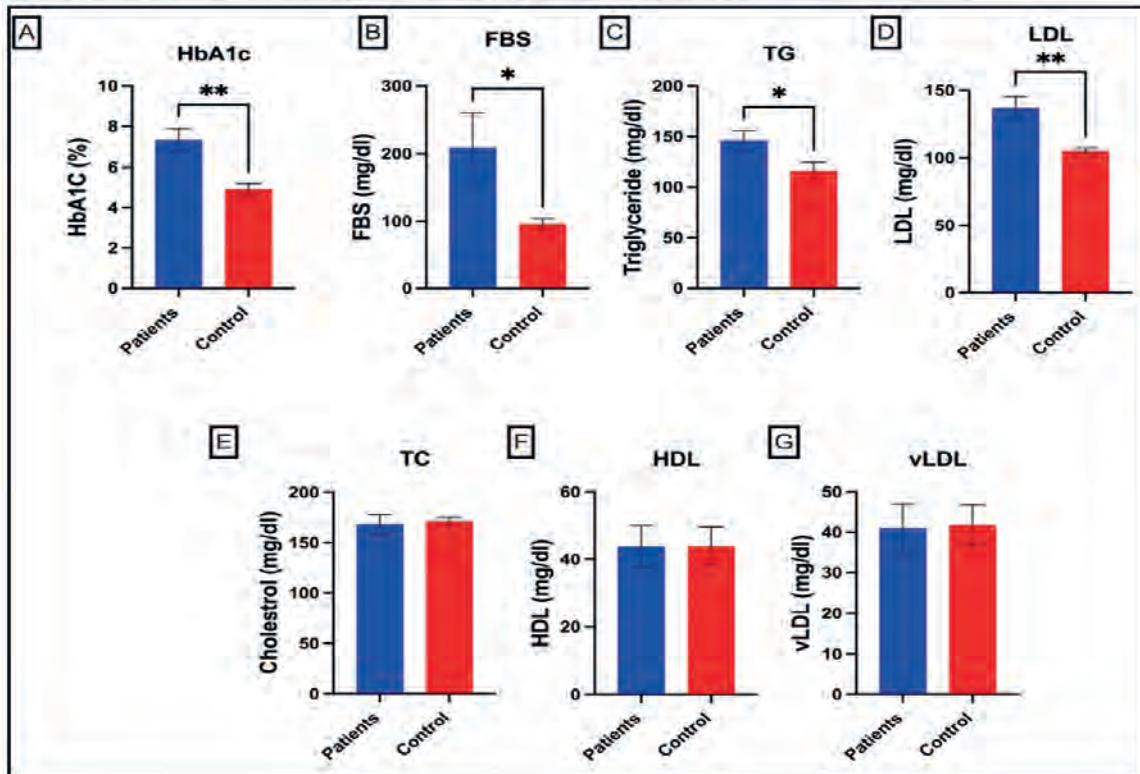 A
HbA1c
**
HbA1C (%)
10
8
6
4
2
0
Patients
Control
B
FBS
*
FBS (mg/dl)
300
200
100
0
Patients
Control
C
TG
*
Triglyceride (mg/dl)
200
150
100
50
0
Patients
Control
D
LDL
**
LDL (mg/dl)
150
100
50
0
Patients
Control
E
TC
Cholestrol (mg/dl)
200
150
100
50
0
Patients
Control
F
HDL
HDL (mg/dl)
60
40
20
0
Patients
Control
G
vLDL
vLDL (mg/dl)
50
40
30
20
10
0
Patients
Control